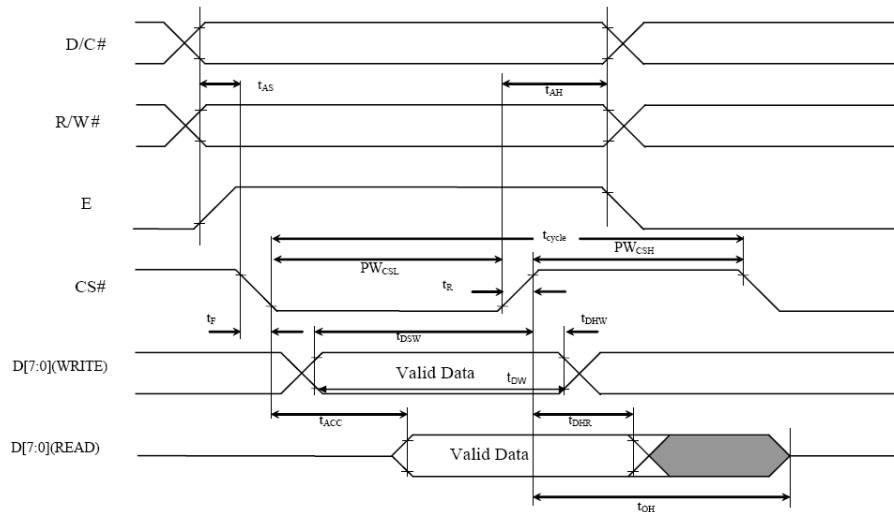 D/C#
tAS
tAH
R/W#
E
tcycle
PWCSL
PWCSH
CS#
tR
tF
tDSW
tDHW
D[7:0](WRITE)
Valid Data
tDW
tACC
tDHR
D[7:0](READ)
Valid Data
tOH